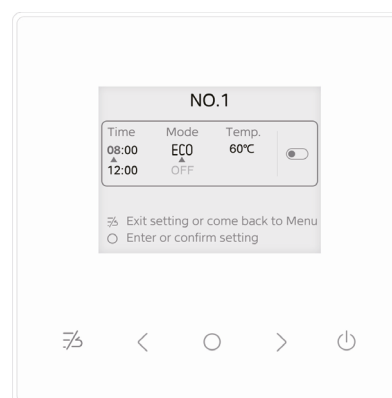 NO.1
Time Mode Temp.
08:00 ECO 60℃
12:00 OFF
Exit setting or come back to Menu
Enter or confirm setting